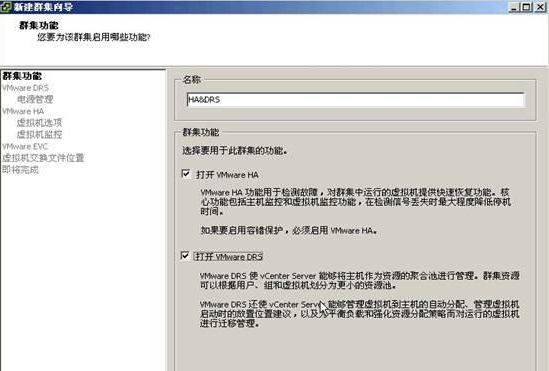 新建群集向导
群集功能
您要为该群集启用哪些功能?
群集功能
VMware DRS
电源管理
VMware HA
虚拟机选项
虚拟机监控
VMware EVC
虚拟机交换文件位置
即将完成
名称
HA&DRS
群集功能
选择要用于此群集的功能。
打开 VMware HA
VMware HA 功能用于检测故障，对群集中运行的虚拟机提供快速恢复功能。核
心功能包括主机监控和虚拟机监控功能，在检测信号丢失时最大程度降低停机
时间。
如果要启用容错保护，必须启用 VMware HA。
打开 VMware DRS
VMware DRS 使 vCenter Server 能够将主机作为资源的聚合池进行管理。群集资源
可以根据用户、组和虚拟机划分为更小的资源池。
VMware DRS 还使 vCenter Server 能够管理虚拟机到主机的自动分配、管理虚拟机
启动时的放置位置建议，以及为平衡负载和强化资源分配策略而对运行的虚拟机
进行迁移管理。